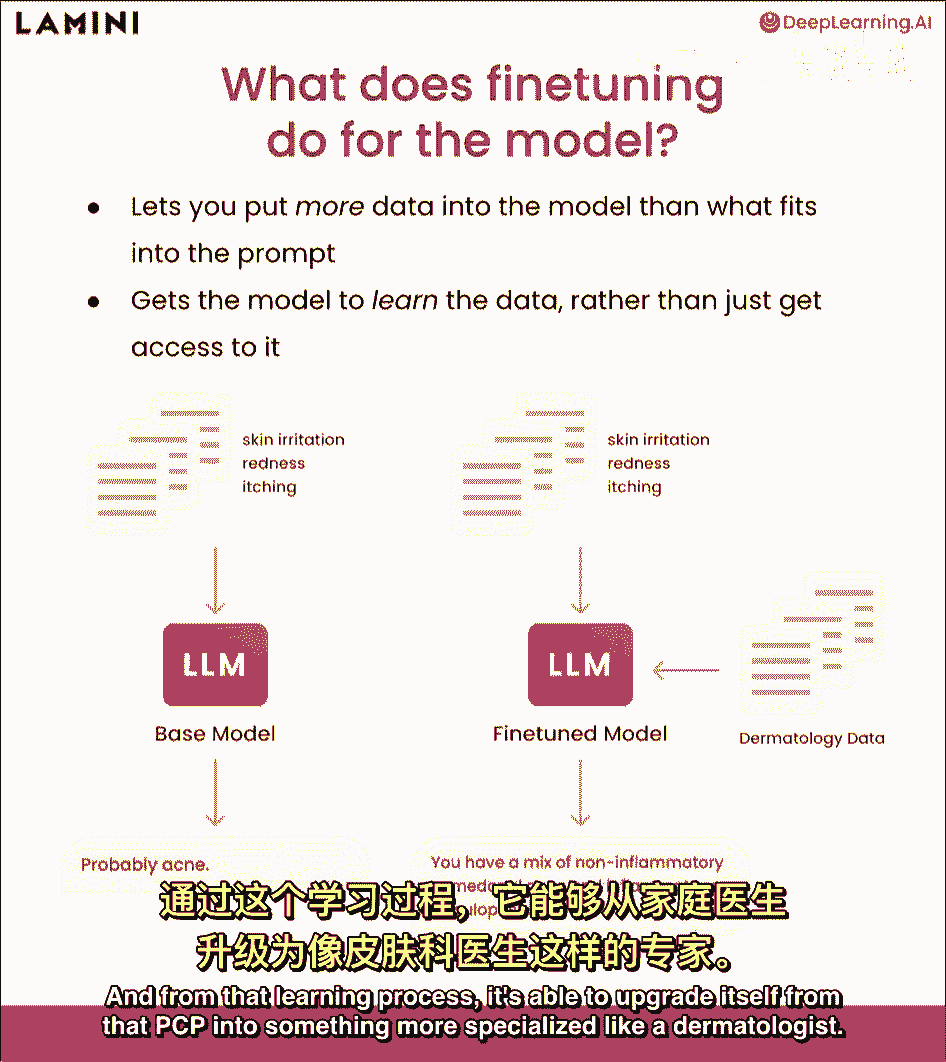 LAMINI
DeepLearning.AI
What does finetuning
do for the model?
● Lets you put more data into the model than what fits
into the prompt
● Gets the model to learn the data, rather than just get
access to it
skin irritation
redness
itching
skin irritation
redness
itching
LLM
LLM
Base Model
Finetuned Model
Dermatology Data
Probably acne.
You have a mix of non-inflammatory
通过这个学习过程，它能够从家庭医生
升级为像皮肤科医生这样的专家。
And from that learning process, it's able to upgrade itself from
that PCP into something more specialized like a dermatologist.